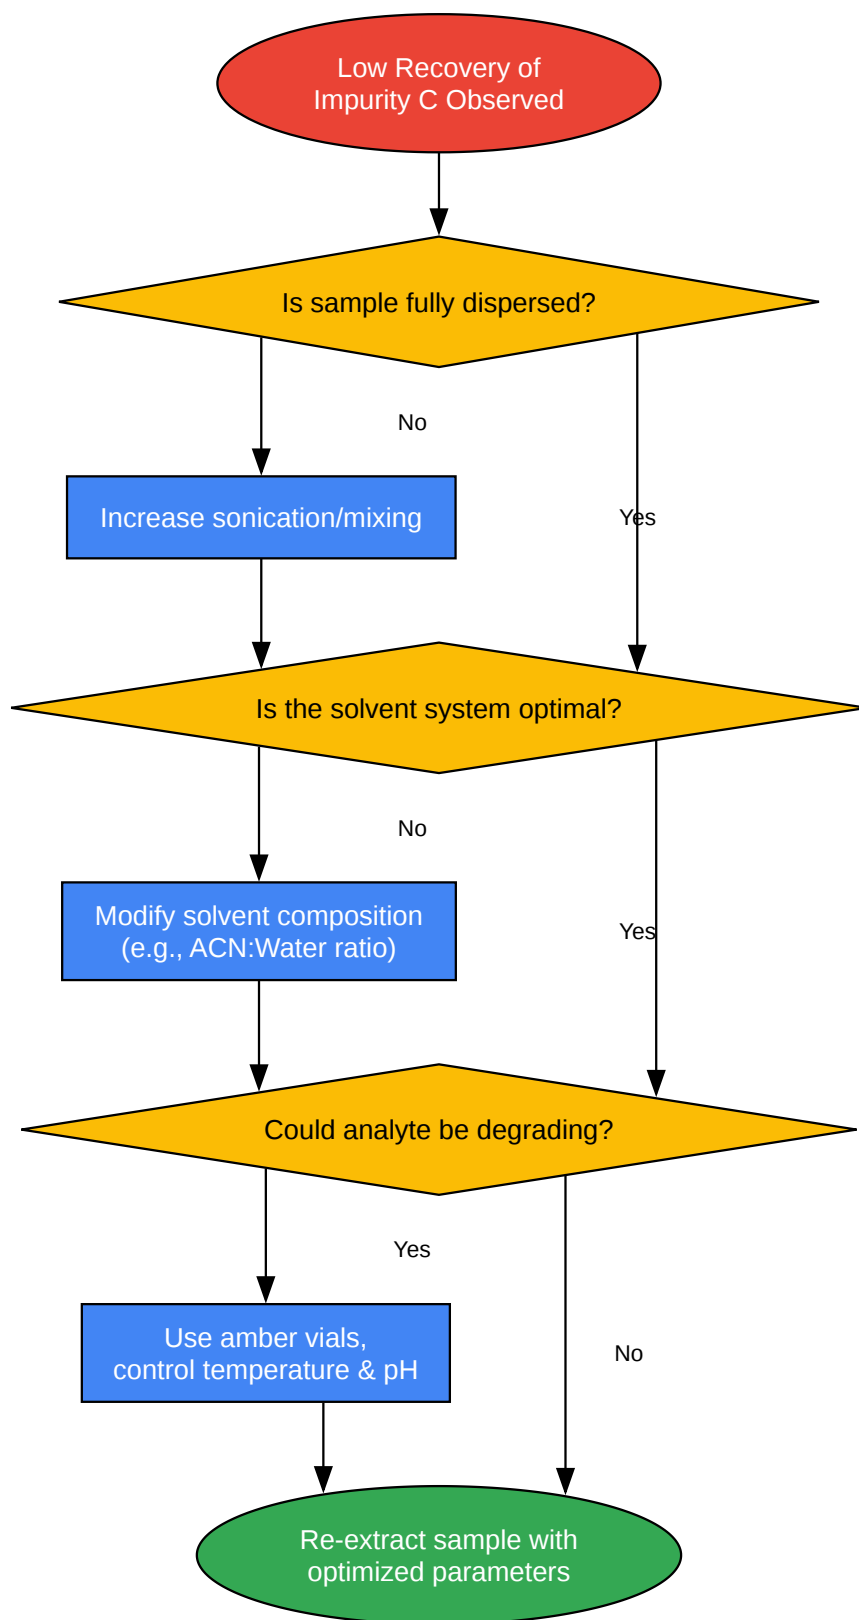 Low Recovery of
Impurity C Observed
Is sample fully dispersed?
No
Increase sonication/mixing
Yes
Is the solvent system optimal?
No
Modify solvent composition
(e.g., ACN:Water ratio)
Yes
Could analyte be degrading?
Yes
Use amber vials,
control temperature & pH
No
Re-extract sample with
optimized parameters